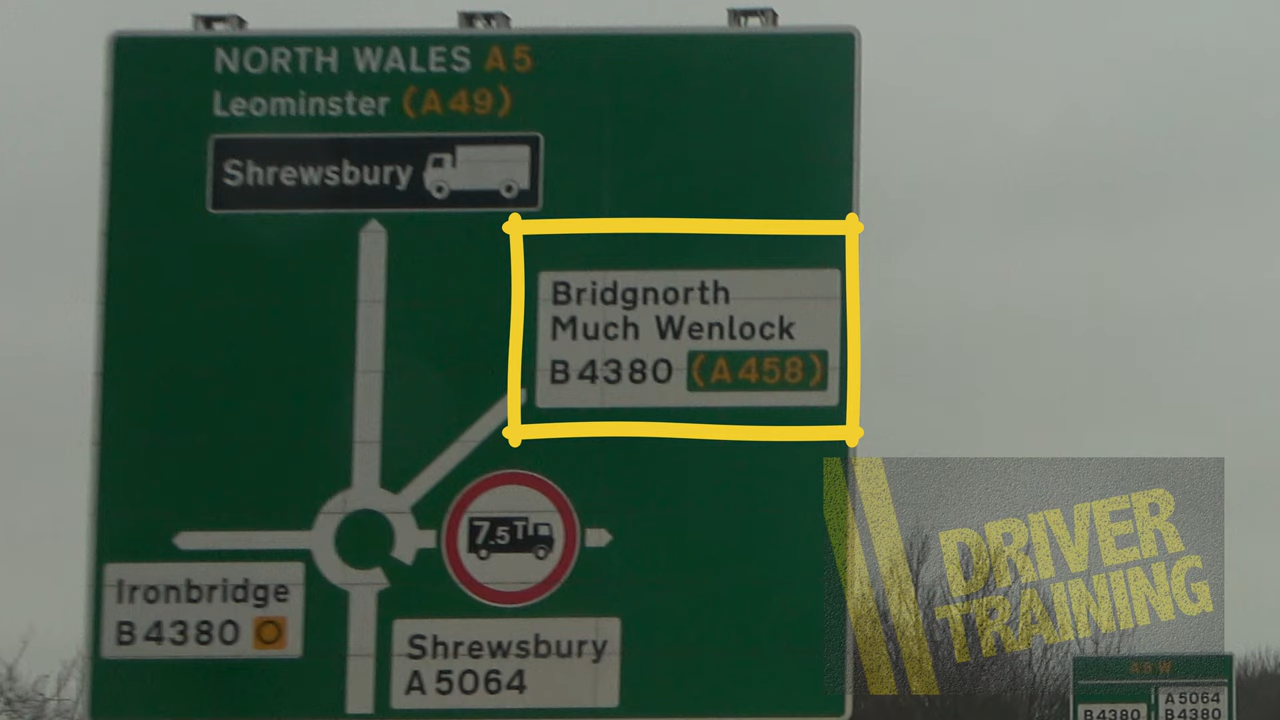 NORTH WALES A5
Leominster (A49)
Shrewsbury
Bridgnorth
Much Wenlock
B4380 (A458)
7.5T
Ironbridge
B4380
Shrewsbury
A5064
DRIVER
TRAINING
A5064
B4380 B4380